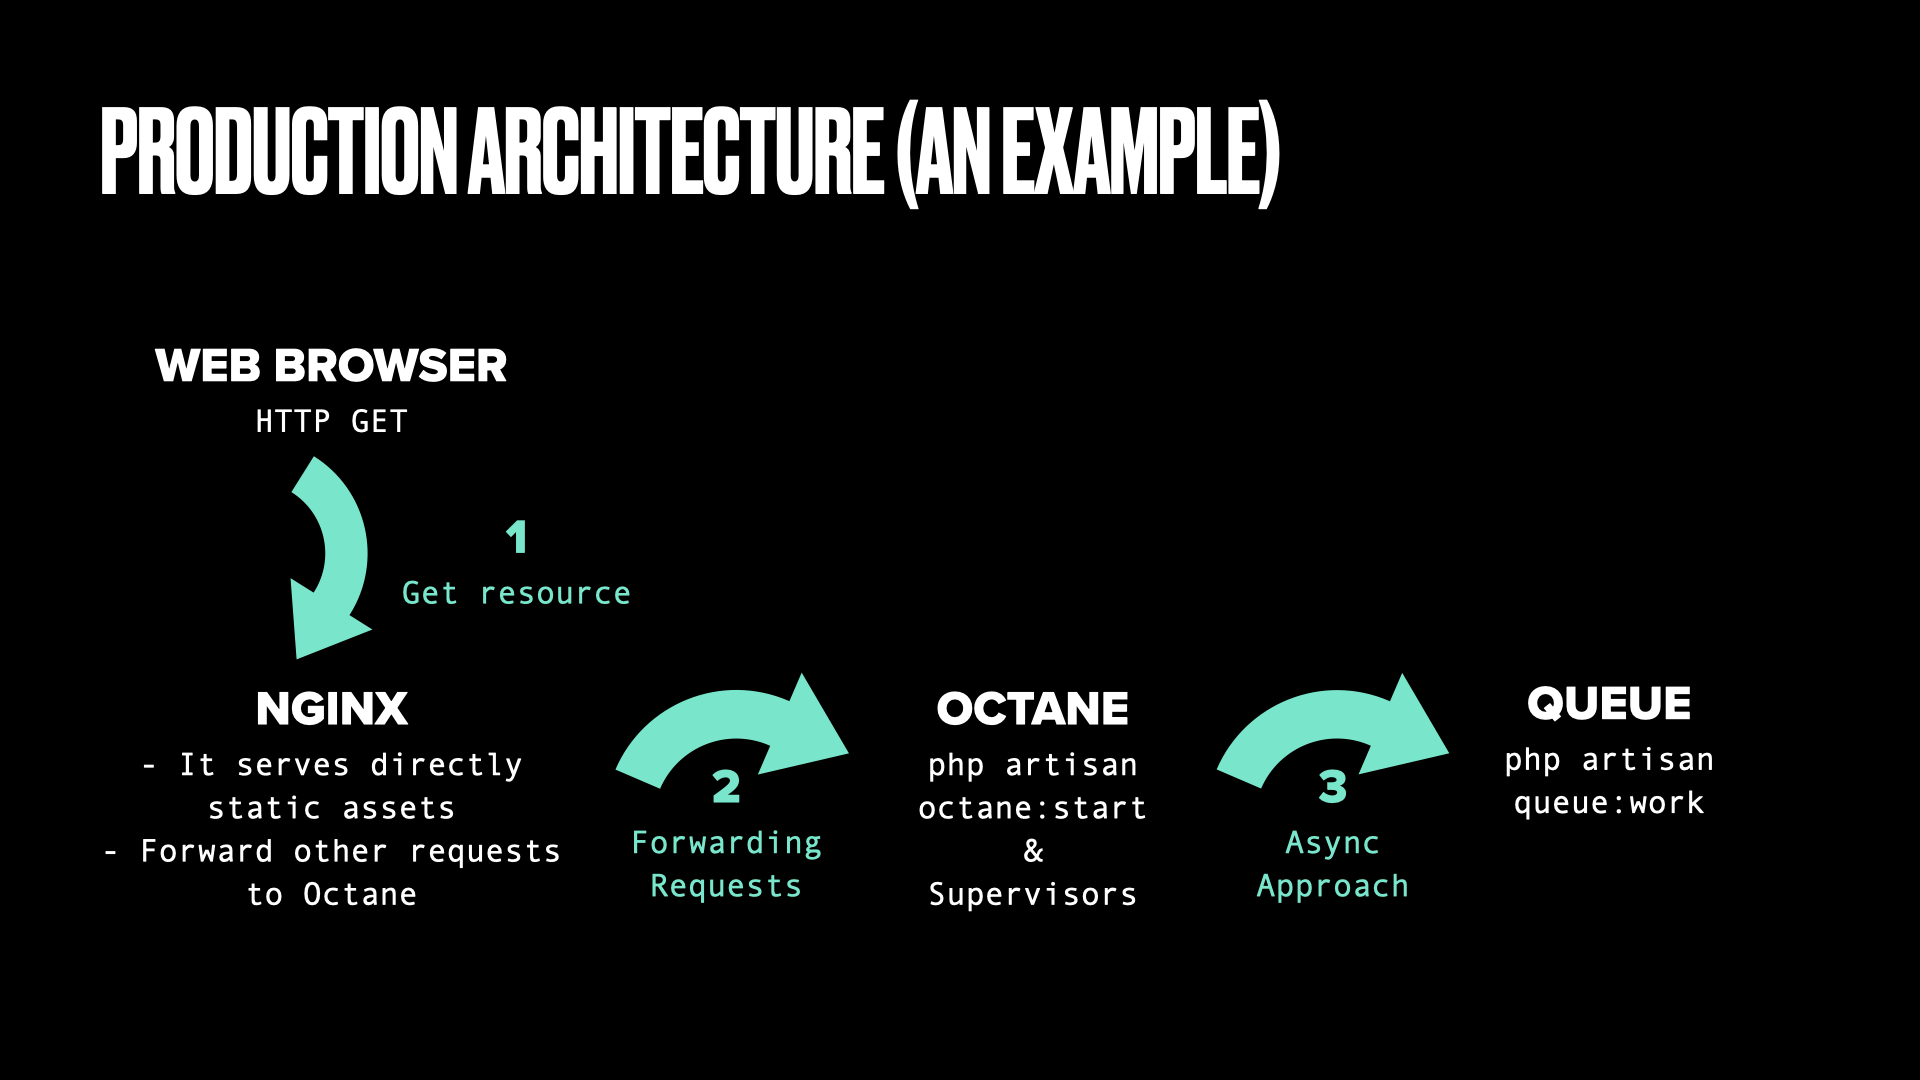 PRODUCTION ARCHITECTURE (AN EXAMPLE)
WEB BROWSER
HTTP GET
1
Get resource
NGINX
- It serves directly
static assets
- Forward other requests
to Octane
2
Forwarding
Requests
OCTANE
php artisan
octane:start
&
Supervisors
3
Async
Approach
QUEUE
php artisan
queue:work